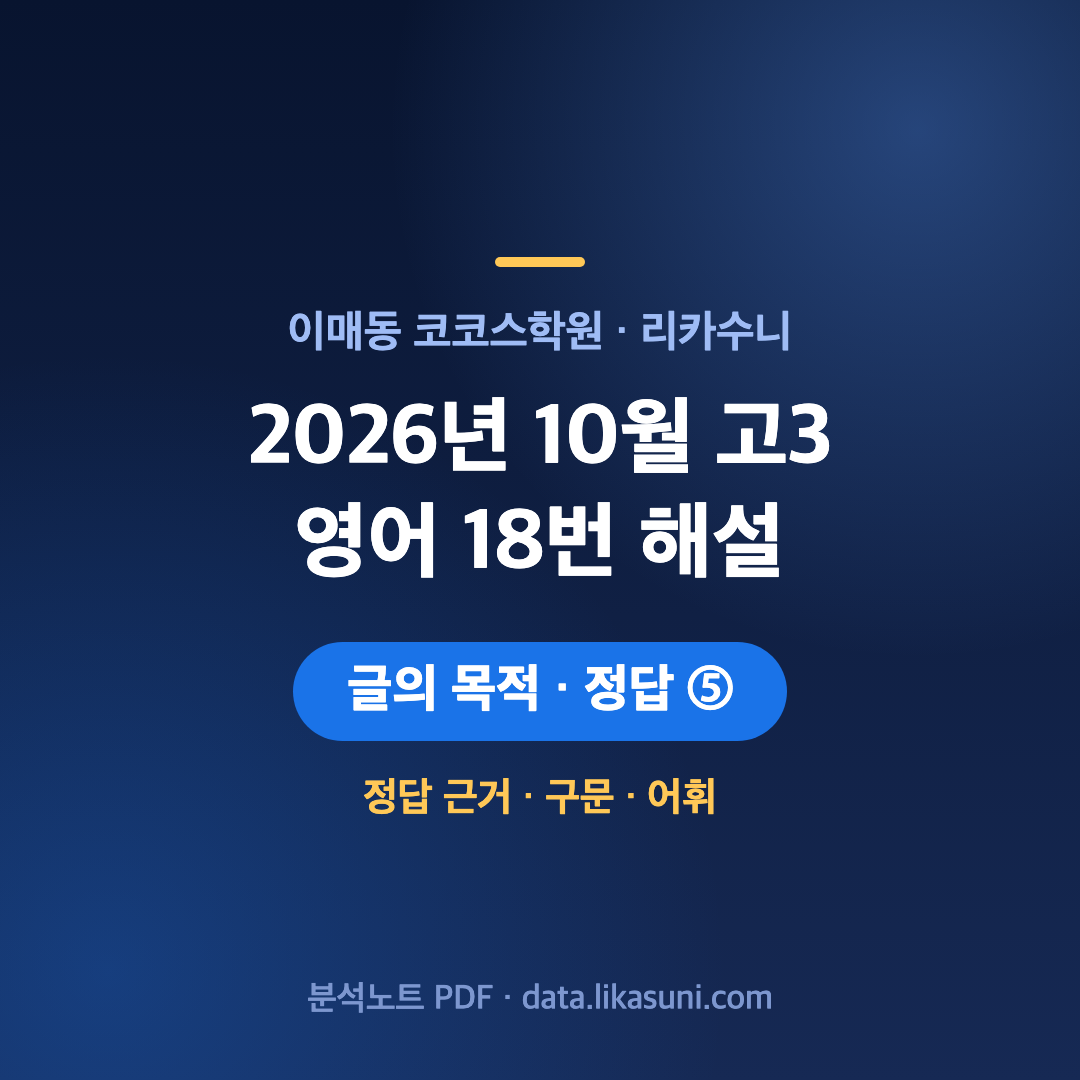 이매동 코코스학원 · 리카수니
2026년 10월 고3
영어 18번 해설
글의 목적 · 정답 ⑤
정답 근거 · 구문 · 어휘
분석노트 PDF · data.likasuni.com